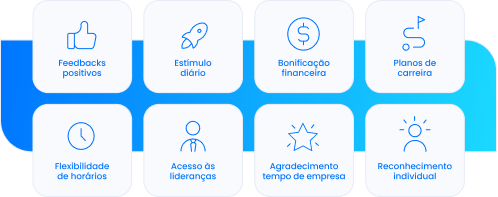 Feedbacks
positivos
Estímulo
diário
Bonificação
financeira
Planos de
carreira
Flexibilidade
de horários
Acesso às
lideranças
Agradecimento
tempo de empresa
Reconhecimento
individual